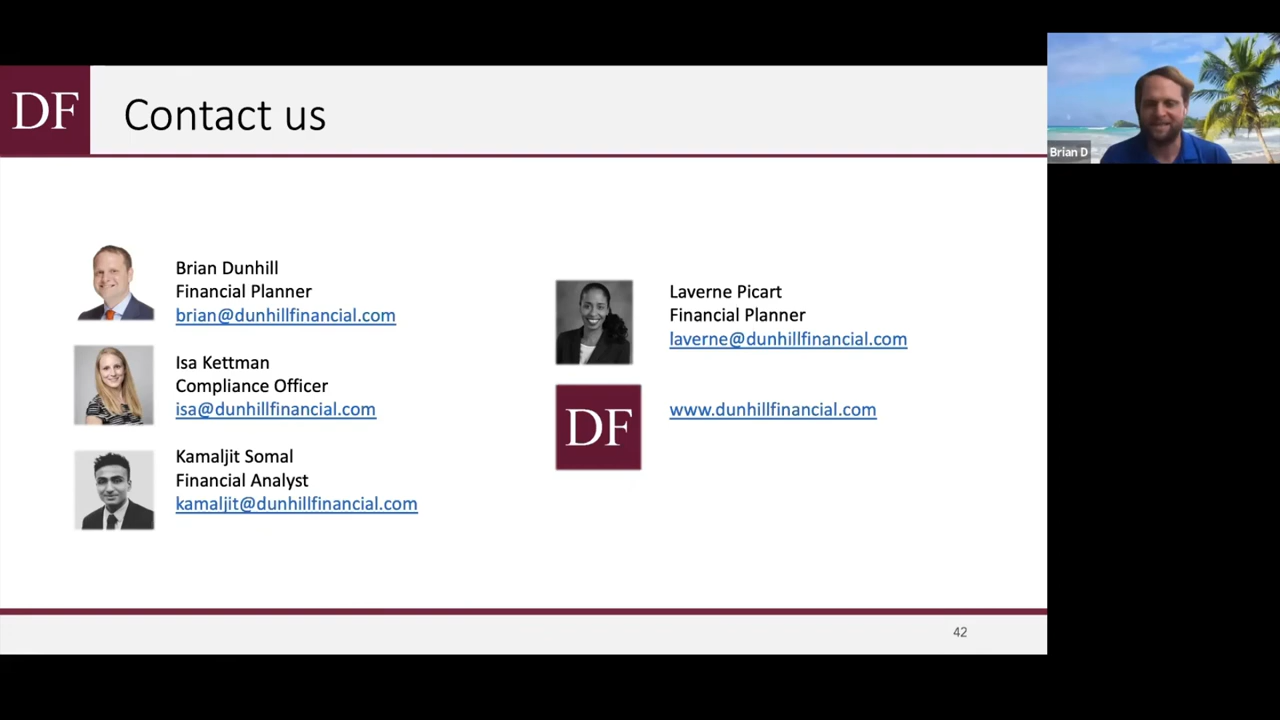 DF
Contact us
Brian D
Brian Dunhill
Financial Planner
brian@dunhillfinancial.com
Isa Kettman
Compliance Officer
isa@dunhillfinancial.com
Kamaljit Somal
Financial Analyst
kamaljit@dunhillfinancial.com
Laverne Picart
Financial Planner
laverne@dunhillfinancial.com
DF
www.dunhillfinancial.com
42